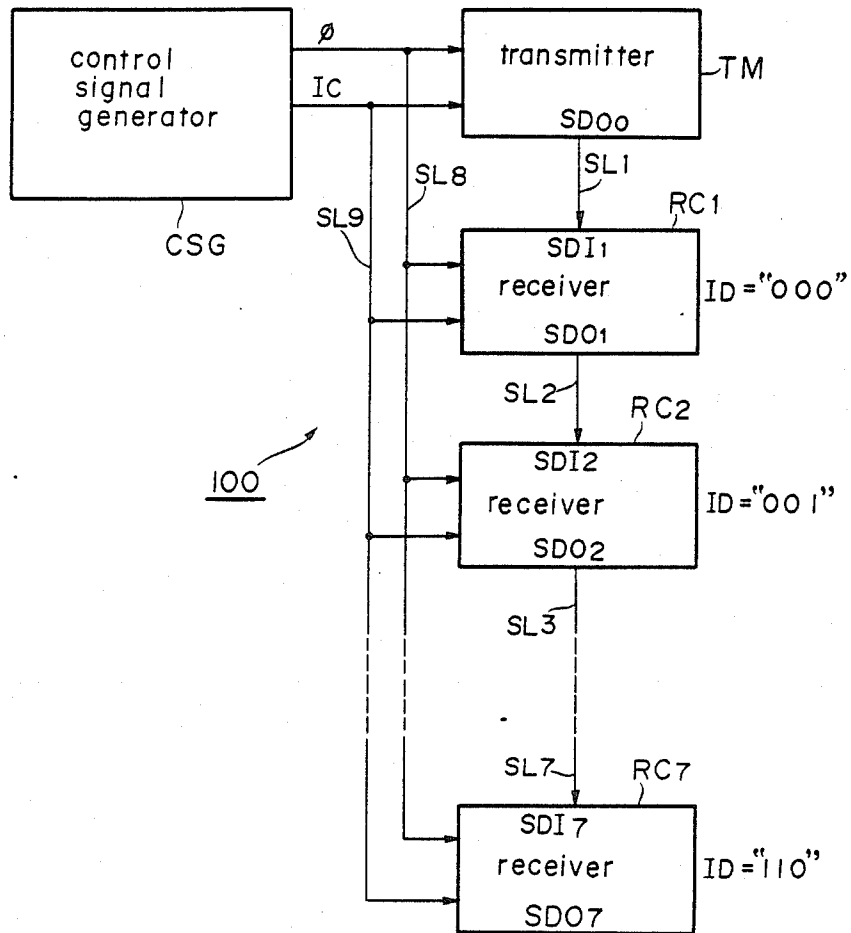 control
signal
generator
CSG
ø
IC
transmitter
SDO0
TM
SL1
SL8
SL9
RC1
SDI1
receiver
SDO1
ID="000"
SL2
RC2
SDI2
receiver
SDO2
ID="001"
100
SL3
SL7
RC7
SDI7
receiver
SDO7
ID="110"